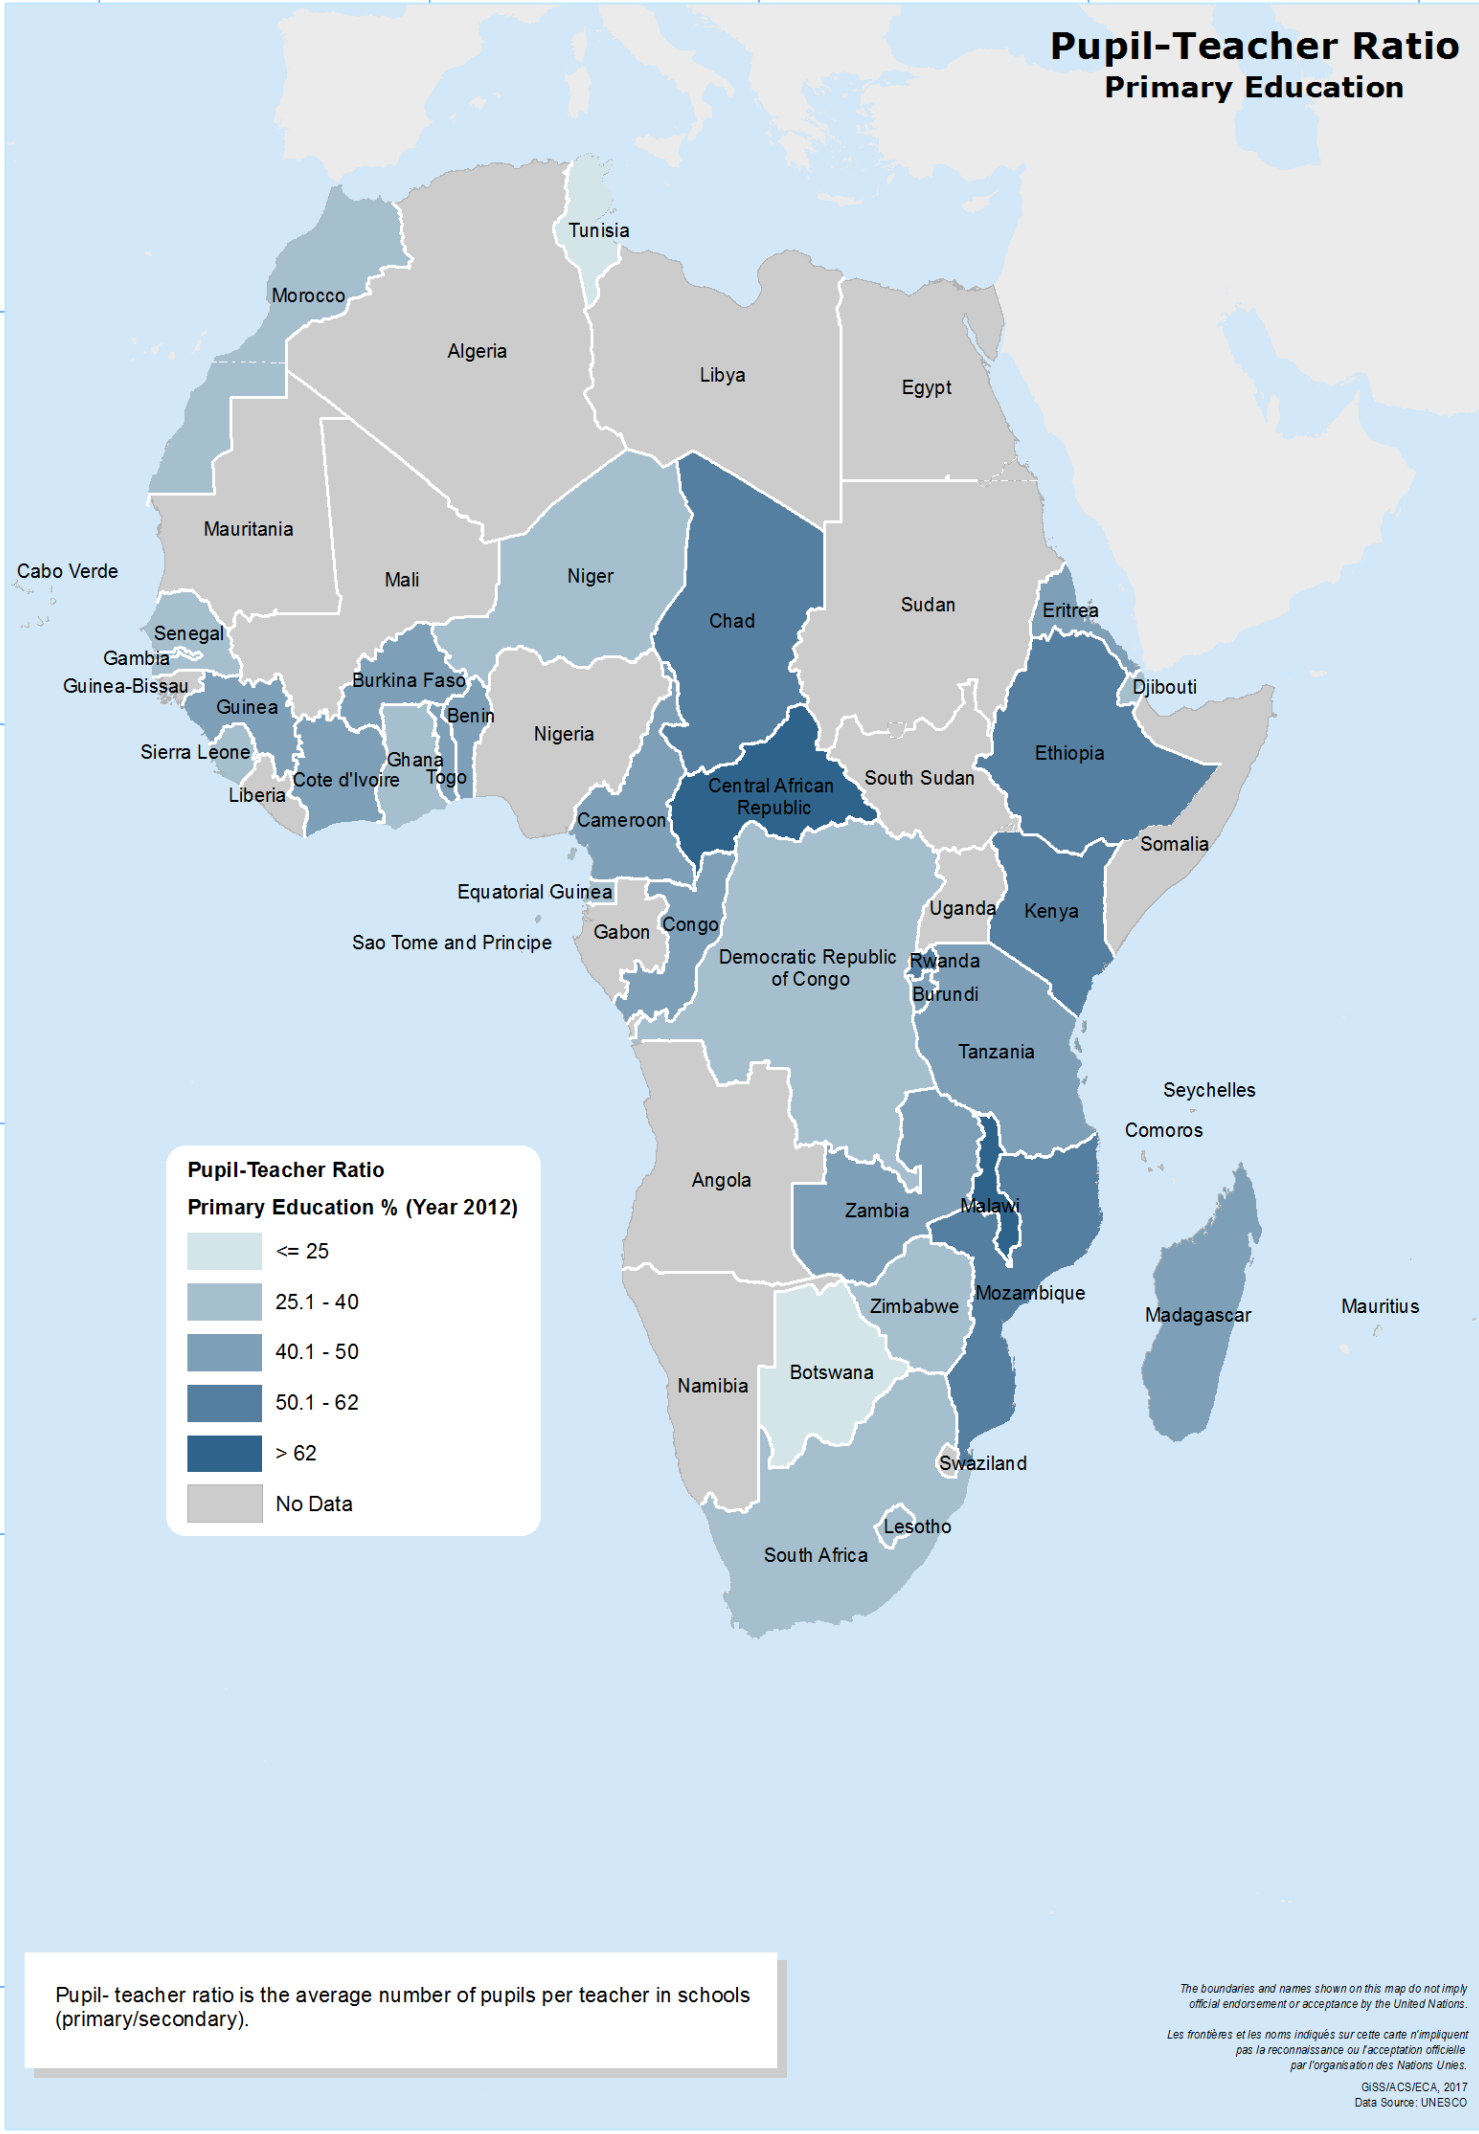 Pupil-Teacher Ratio
Primary Education
Tunisia
Morocco
Algeria
Libya
Egypt
Mauritania
Cabo Verde
Mali
Niger
Chad
Sudan
Eritrea
Senegal
Gambia
Guinea-Bissau
Burkina Faso
Djibouti
Guinea
Benin
Nigeria
Sierra Leone
Ghana
Ethiopia
Cote d'Ivoire
Togo
South Sudan
Liberia
Central African
Republic
Cameroon
Somalia
Equatorial Guinea
Uganda
Kenya
Gabon
Congo
Sao Tome and Principe
Democratic Republic
of Congo
Rwanda
Burundi
Tanzania
Seychelles
Comoros
Angola
Malawi
Zambia
Mozambique
Zimbabwe
Madagascar
Mauritius
Botswana
Namibia
Swaziland
Lesotho
South Africa
Pupil-Teacher Ratio
Primary Education % (Year 2012)
<= 25
25.1 - 40
40.1 - 50
50.1 - 62
> 62
No Data
Pupil- teacher ratio is the average number of pupils per teacher in schools
(primary/secondary).
The boundaries and names shown on this map do not imply
official endorsement or acceptance by the United Nations.
Les frontières et les noms indiqués sur cette carte n'impliquent
pas la reconnaissance ou l'acceptation officielle
par l'organisation des Nations Unies.
GiSS/ACS/ECA, 2017
Data Source: UNESCO